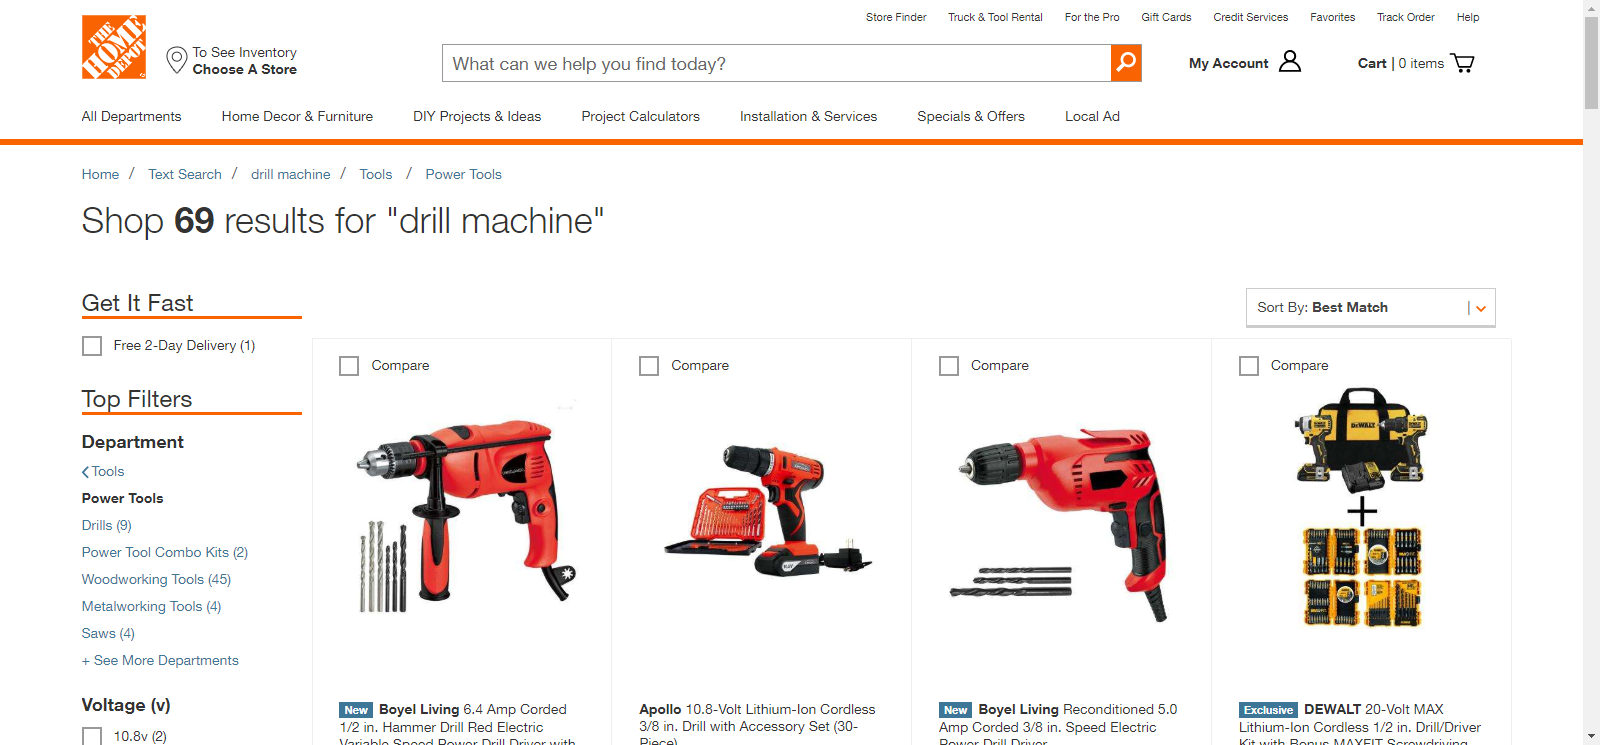 Store Finder Truck & Tool Rental For the Pro Gift Cards Credit Services Favorites Track Order Help
THE
HOME
DEPOT
To See Inventory
Choose A Store
What can we help you find today?
My Account
Cart | 0 items
All Departments Home Decor & Furniture DIY Projects & Ideas Project Calculators Installation & Services Specials & Offers Local Ad
Home / Text Search / drill machine / Tools / Power Tools
Shop 69 results for "drill machine"
Get It Fast
Free 2-Day Delivery (1)
Sort By: Best Match
Top Filters
Department
Tools
Power Tools
Drills (9)
Power Tool Combo Kits (2)
Woodworking Tools (45)
Metalworking Tools (4)
Saws (4)
+ See More Departments
Voltage (v)
10.8v (2)
Compare
New Boyel Living 6.4 Amp Corded
1/2 in. Hammer Drill Red Electric
Variable Speed Power Drill Driver with
Compare
Apollo 10.8-Volt Lithium-Ion Cordless
3/8 in. Drill with Accessory Set (30-
Piece)
Compare
New Boyel Living Reconditioned 5.0
Amp Corded 3/8 in. Speed Electric
Power Drill Driver
Compare
DEWALT
Exclusive DEWALT 20-Volt MAX
Lithium-Ion Cordless 1/2 in. Drill/Driver
Kit with Bonus MAXFIT Screwdriving